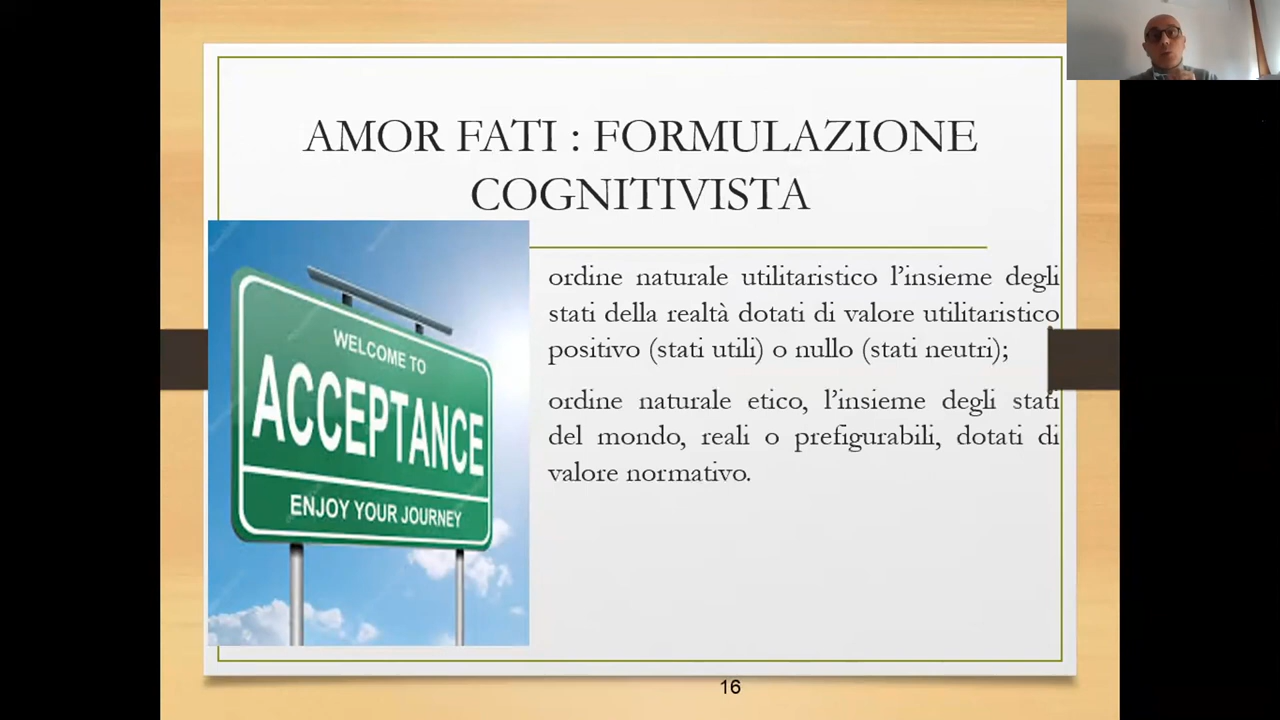 AMOR FATI : FORMULAZIONE
COGNITIVISTA
WELCOME TO
ACCEPTANCE
ENJOY YOUR JOURNEY
ordine naturale utilitaristico l’insieme degli
stati della realtà dotati di valore utilitaristico
positivo (stati utili) o nullo (stati neutri);
ordine naturale etico, l’insieme degli stati
del mondo, reali o prefigurabili, dotati di
valore normativo.
16